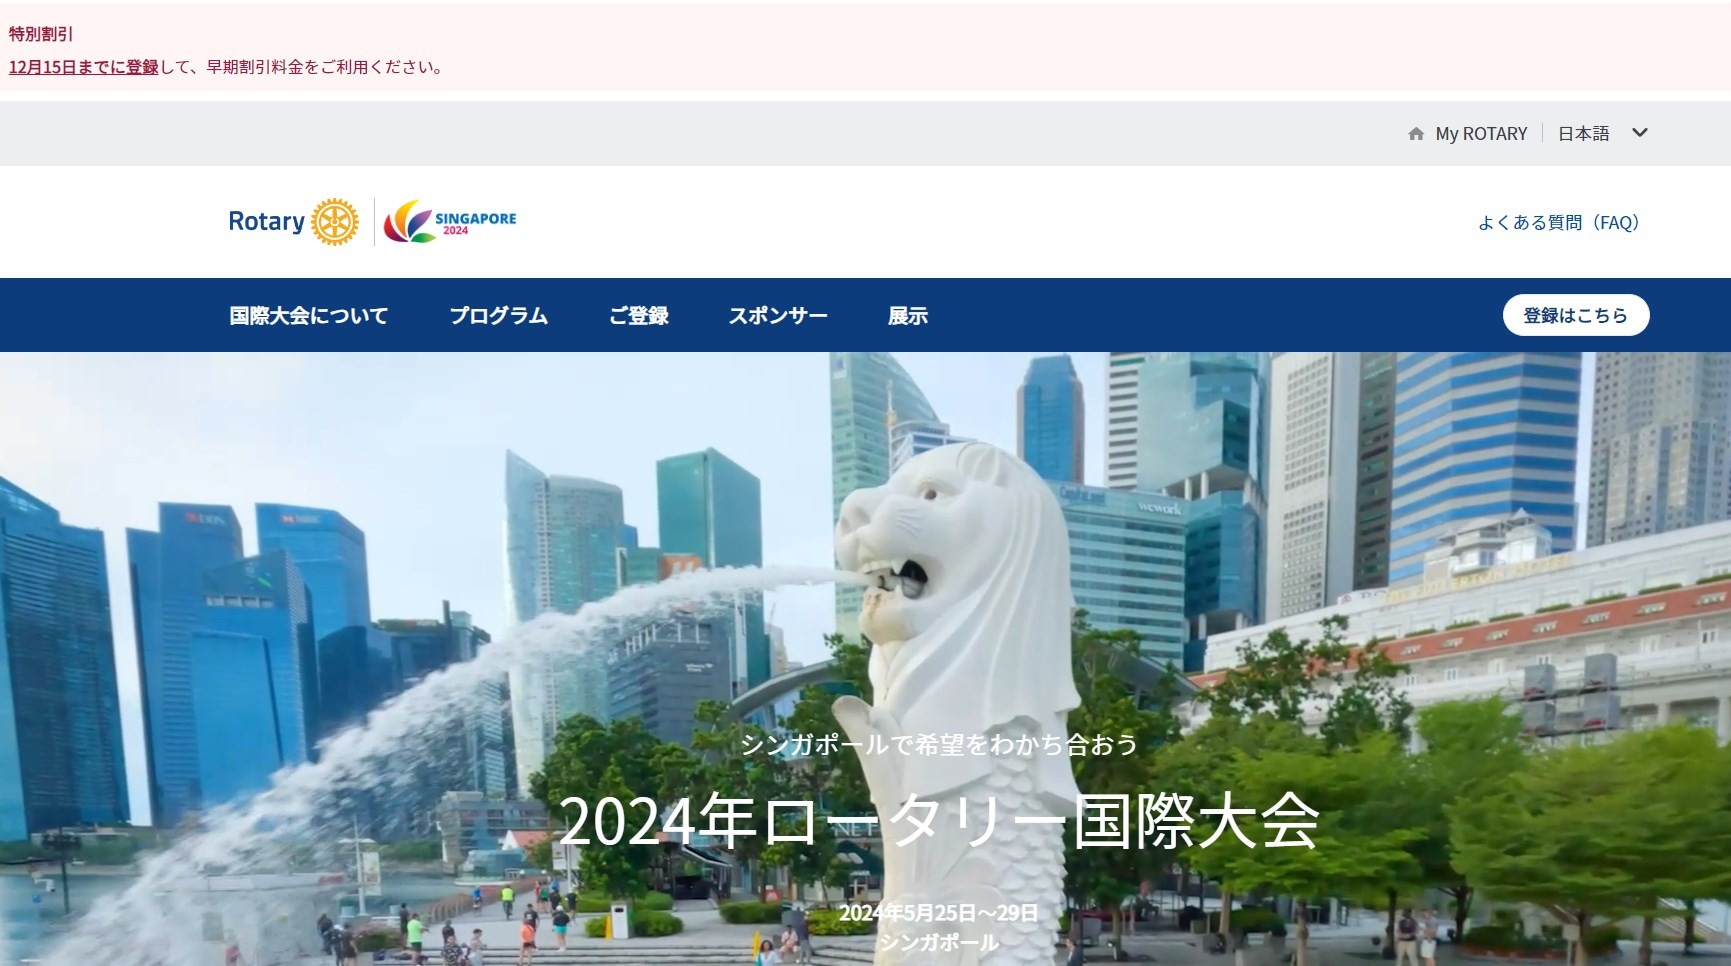 特別割引
12月15日までに登録して、早期割引料金をご利用ください。
My ROTARY
日本語
Rotary
SINGAPORE
2024
よくある質問（FAQ）
国際大会について
プログラム
ご登録
スポンサー
展示
登録はこちら
wework
シンガポールで希望をわかち合おう
2024年ロータリー国際大会
2024年5月25日～29日
シンガポール